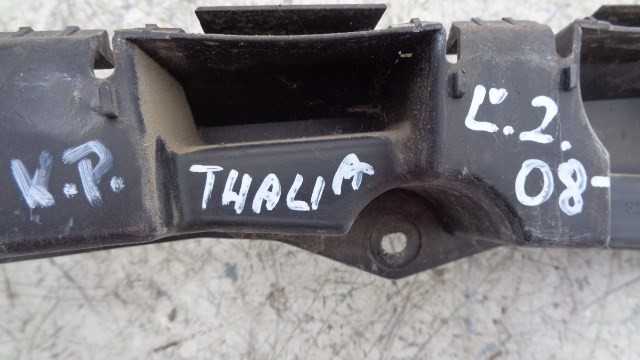 K.P.
THALIA
Ľ.2.
08-